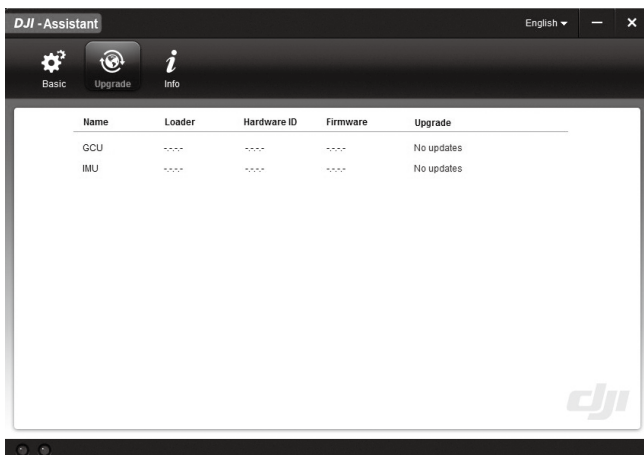 DJI - Assistant English
Basic Upgrade Info
Name Loader Hardware ID Firmware Upgrade
GCU -.-.-.- -.-.-.- -.-.-.- No updates
IMU -.-.-.- -.-.-.- -.-.-.- No updates
dji